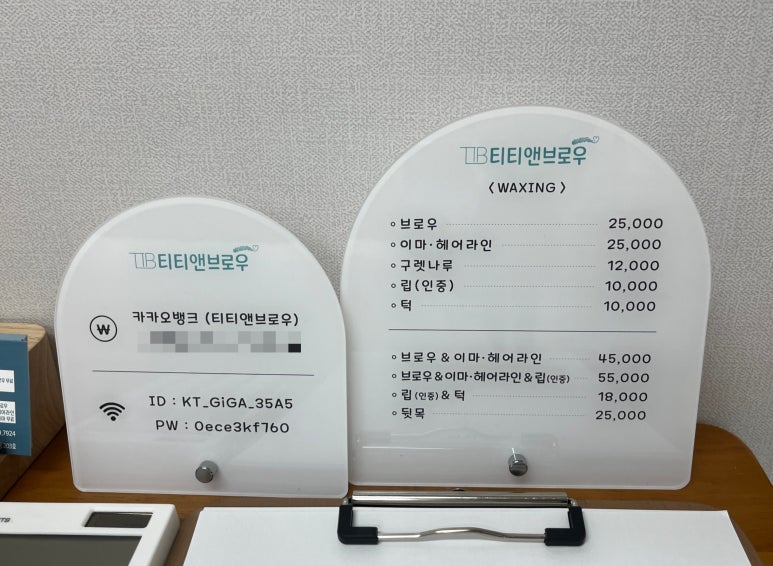 TTB 티티앤브로우
카카오뱅크 (티티앤브로우)
ID : KT_GiGA_35A5
PW : 0ece3kf760
TTB 티티앤브로우
〈 WAXING 〉
브로우 25,000
이마·헤어라인 25,000
구렛나루 12,000
립(인중) 10,000
턱 10,000
브로우 & 이마·헤어라인 45,000
브로우&이마·헤어라인&립(인중) 55,000
립(인중) & 턱 18,000
뒷목 25,000